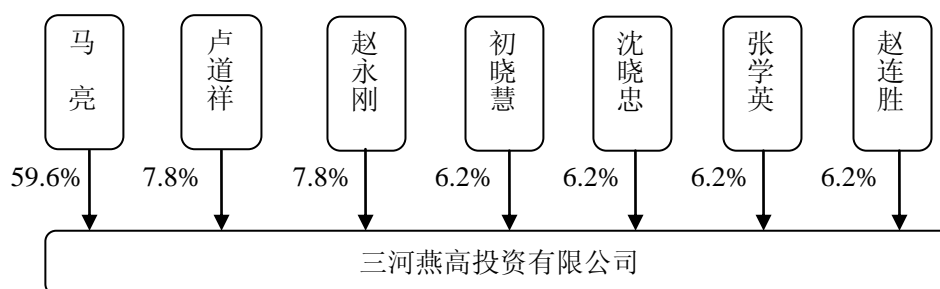 马亮
卢道祥
赵永刚
初晓慧
沈晓忠
张学英
赵连胜
59.6%
7.8%
7.8%
6.2%
6.2%
6.2%
6.2%
三河燕高投资有限公司